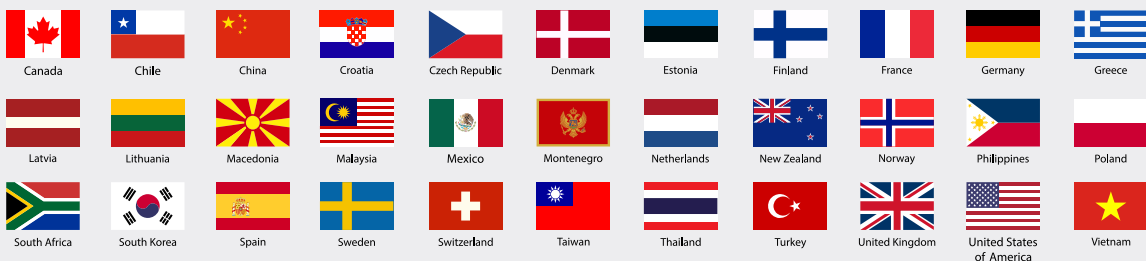 Canada Chile China Croatia Czech Republic Denmark Estonia Finland France Germany Greece
Latvia Lithuania Macedonia Malaysia Mexico Montenegro Netherlands New Zealand Norway Philippines Poland
South Africa South Korea Spain Sweden Switzerland Taiwan Thailand Turkey United Kingdom United States Vietnam
of America